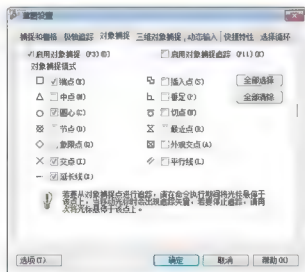 草图设置
捕捉和栅格 极轴追踪 对象捕捉 三维对象捕捉 动态输入 快捷特性 选择循环
启用对象捕捉 (F3)(O) 启用对象捕捉追踪 (F11)(K)
对象捕捉模式
端点(E) 插入点(S) 全部选择
中点(M) 垂足(P) 全部清除
圆心(C) 切点(N)
节点(D) 最近点(R)
象限点(Q) 外观交点(A)
交点(I) 平行线(L)
延长线(X)
若要从对象捕捉点进行追踪，请在命令执行期间将光标悬停于
该点上，当移动光标时会出现追踪矢量，若要停止追踪，请再
次将光标悬停于该点上。
选项(T) 确定 取消 帮助(H)